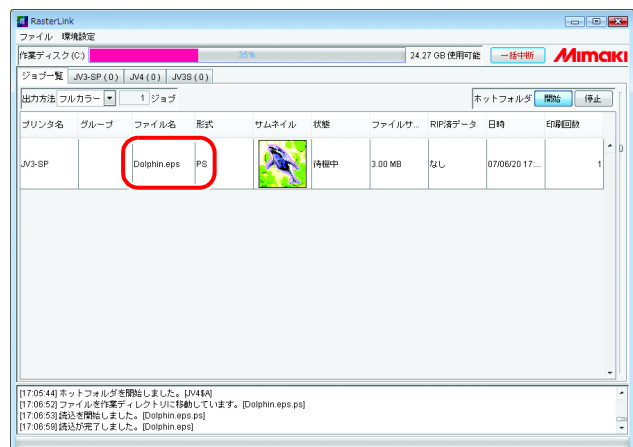 RasterLink
ファイル 環境設定
作業ディスク(C:) 35% 24.27 GB 使用可能 一括中断 Mimaki
ジョブ一覧 JV3-SP ( 0 ) JV4 ( 0 ) JV3S ( 0 )
出力方法 フルカラー 1 ジョブ ホットフォルダ 開始 停止
プリンタ名 グループ ファイル名 形式 サムネイル 状態 ファイルサ... RIP済データ 日時 印刷回数
JV3-SP Dolphin.eps PS 待機中 3.00 MB なし 07/06/20 17:... 1
[17:05:44] ホットフォルダを開始しました。[JV4$A]
[17:06:52] ファイルを作業ディレクトリに移動しています。[Dolphin.eps.ps]
[17:06:53] 読込を開始しました。[Dolphin.eps.ps]
[17:06:59] 読込が完了しました。[Dolphin.eps]